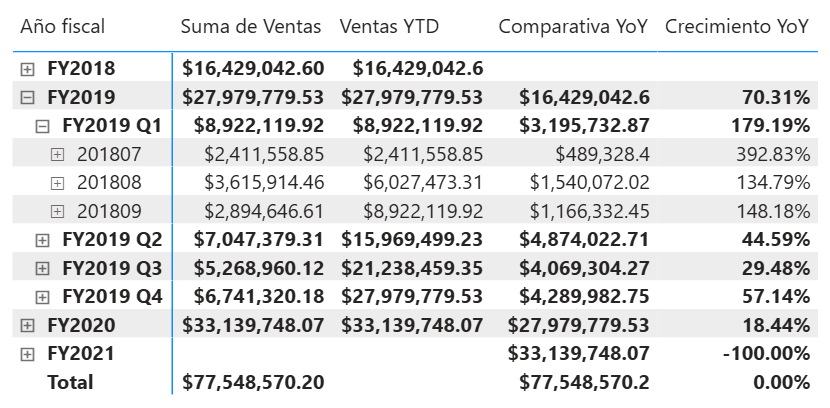 Año fiscal Suma de Ventas Ventas YTD Comparativa YoY Crecimiento YoY
FY2018 $16,429,042.60 $16,429,042.6
FY2019 $27,979,779.53 $27,979,779.53 $16,429,042.6 70.31%
FY2019 Q1 $8,922,119.92 $8,922,119.92 $3,195,732.87 179.19%
201807 $2,411,558.85 $2,411,558.85 $489,328.4 392.83%
201808 $3,615,914.46 $6,027,473.31 $1,540,072.02 134.79%
201809 $2,894,646.61 $8,922,119.92 $1,166,332.45 148.18%
FY2019 Q2 $7,047,379.31 $15,969,499.23 $4,874,022.71 44.59%
FY2019 Q3 $5,268,960.12 $21,238,459.35 $4,069,304.27 29.48%
FY2019 Q4 $6,741,320.18 $27,979,779.53 $4,289,982.75 57.14%
FY2020 $33,139,748.07 $33,139,748.07 $27,979,779.53 18.44%
FY2021 $33,139,748.07 -100.00%
Total $77,548,570.20 $77,548,570.2 0.00%